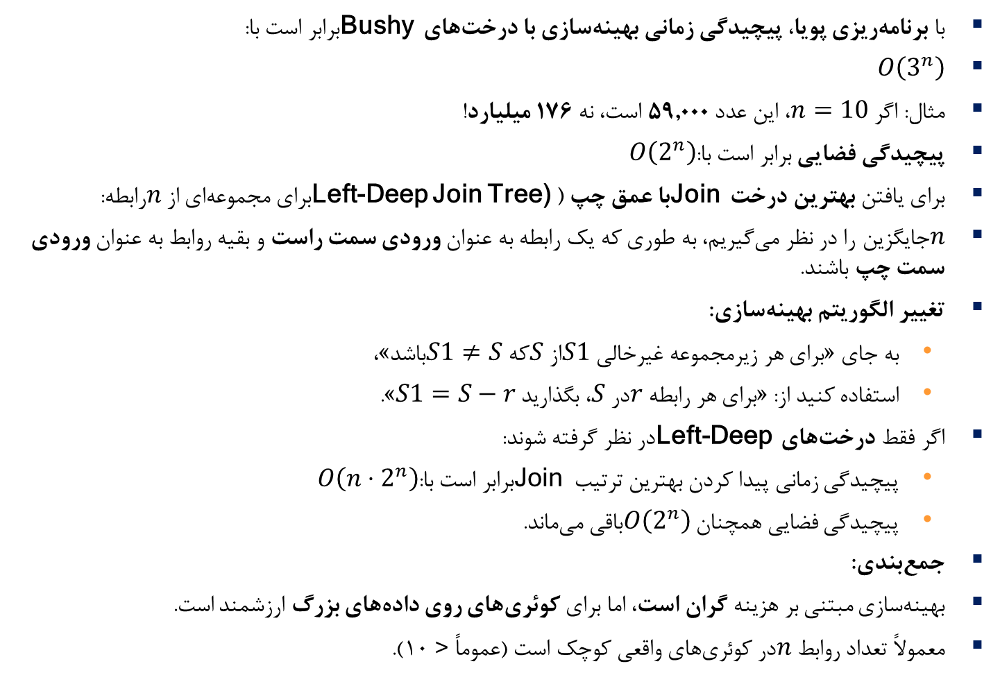 با برنامه‌ریزی پویا، پیچیدگی زمانی بهینه‌سازی با درخت‌های Bushy برابر است با:
O(3ⁿ)
مثال: اگر n = 10، این عدد ۵۹,۰۰۰ است، نه ۱۷۶ میلیارد!
پیچیدگی فضایی برابر است با: O(2ⁿ)
برای یافتن بهترین درخت Join با عمق چپ (Left-Deep Join Tree) برای مجموعه‌ای از n رابطه:
n جایگزین را در نظر می‌گیریم، به طوری که یک رابطه به عنوان ورودی سمت راست و بقیه روابط به عنوان ورودی
سمت چپ باشند.
تغییر الگوریتم بهینه‌سازی:
به جای «برای هر زیرمجموعه غیرخالی S1 از S که S1 ≠ S باشد»،
استفاده کنید از: «برای هر رابطه r در S، بگذارید S1 = S − r».
اگر فقط درخت‌های Left-Deep در نظر گرفته شوند:
پیچیدگی زمانی پیدا کردن بهترین ترتیب Join برابر است با: O(n · 2ⁿ)
پیچیدگی فضایی همچنان O(2ⁿ) باقی می‌ماند.
جمع‌بندی:
بهینه‌سازی مبتنی بر هزینه گران است، اما برای کوئری‌های روی داده‌های بزرگ ارزشمند است.
معمولاً تعداد روابط n در کوئری‌های واقعی کوچک است (عموماً < ۱۰).